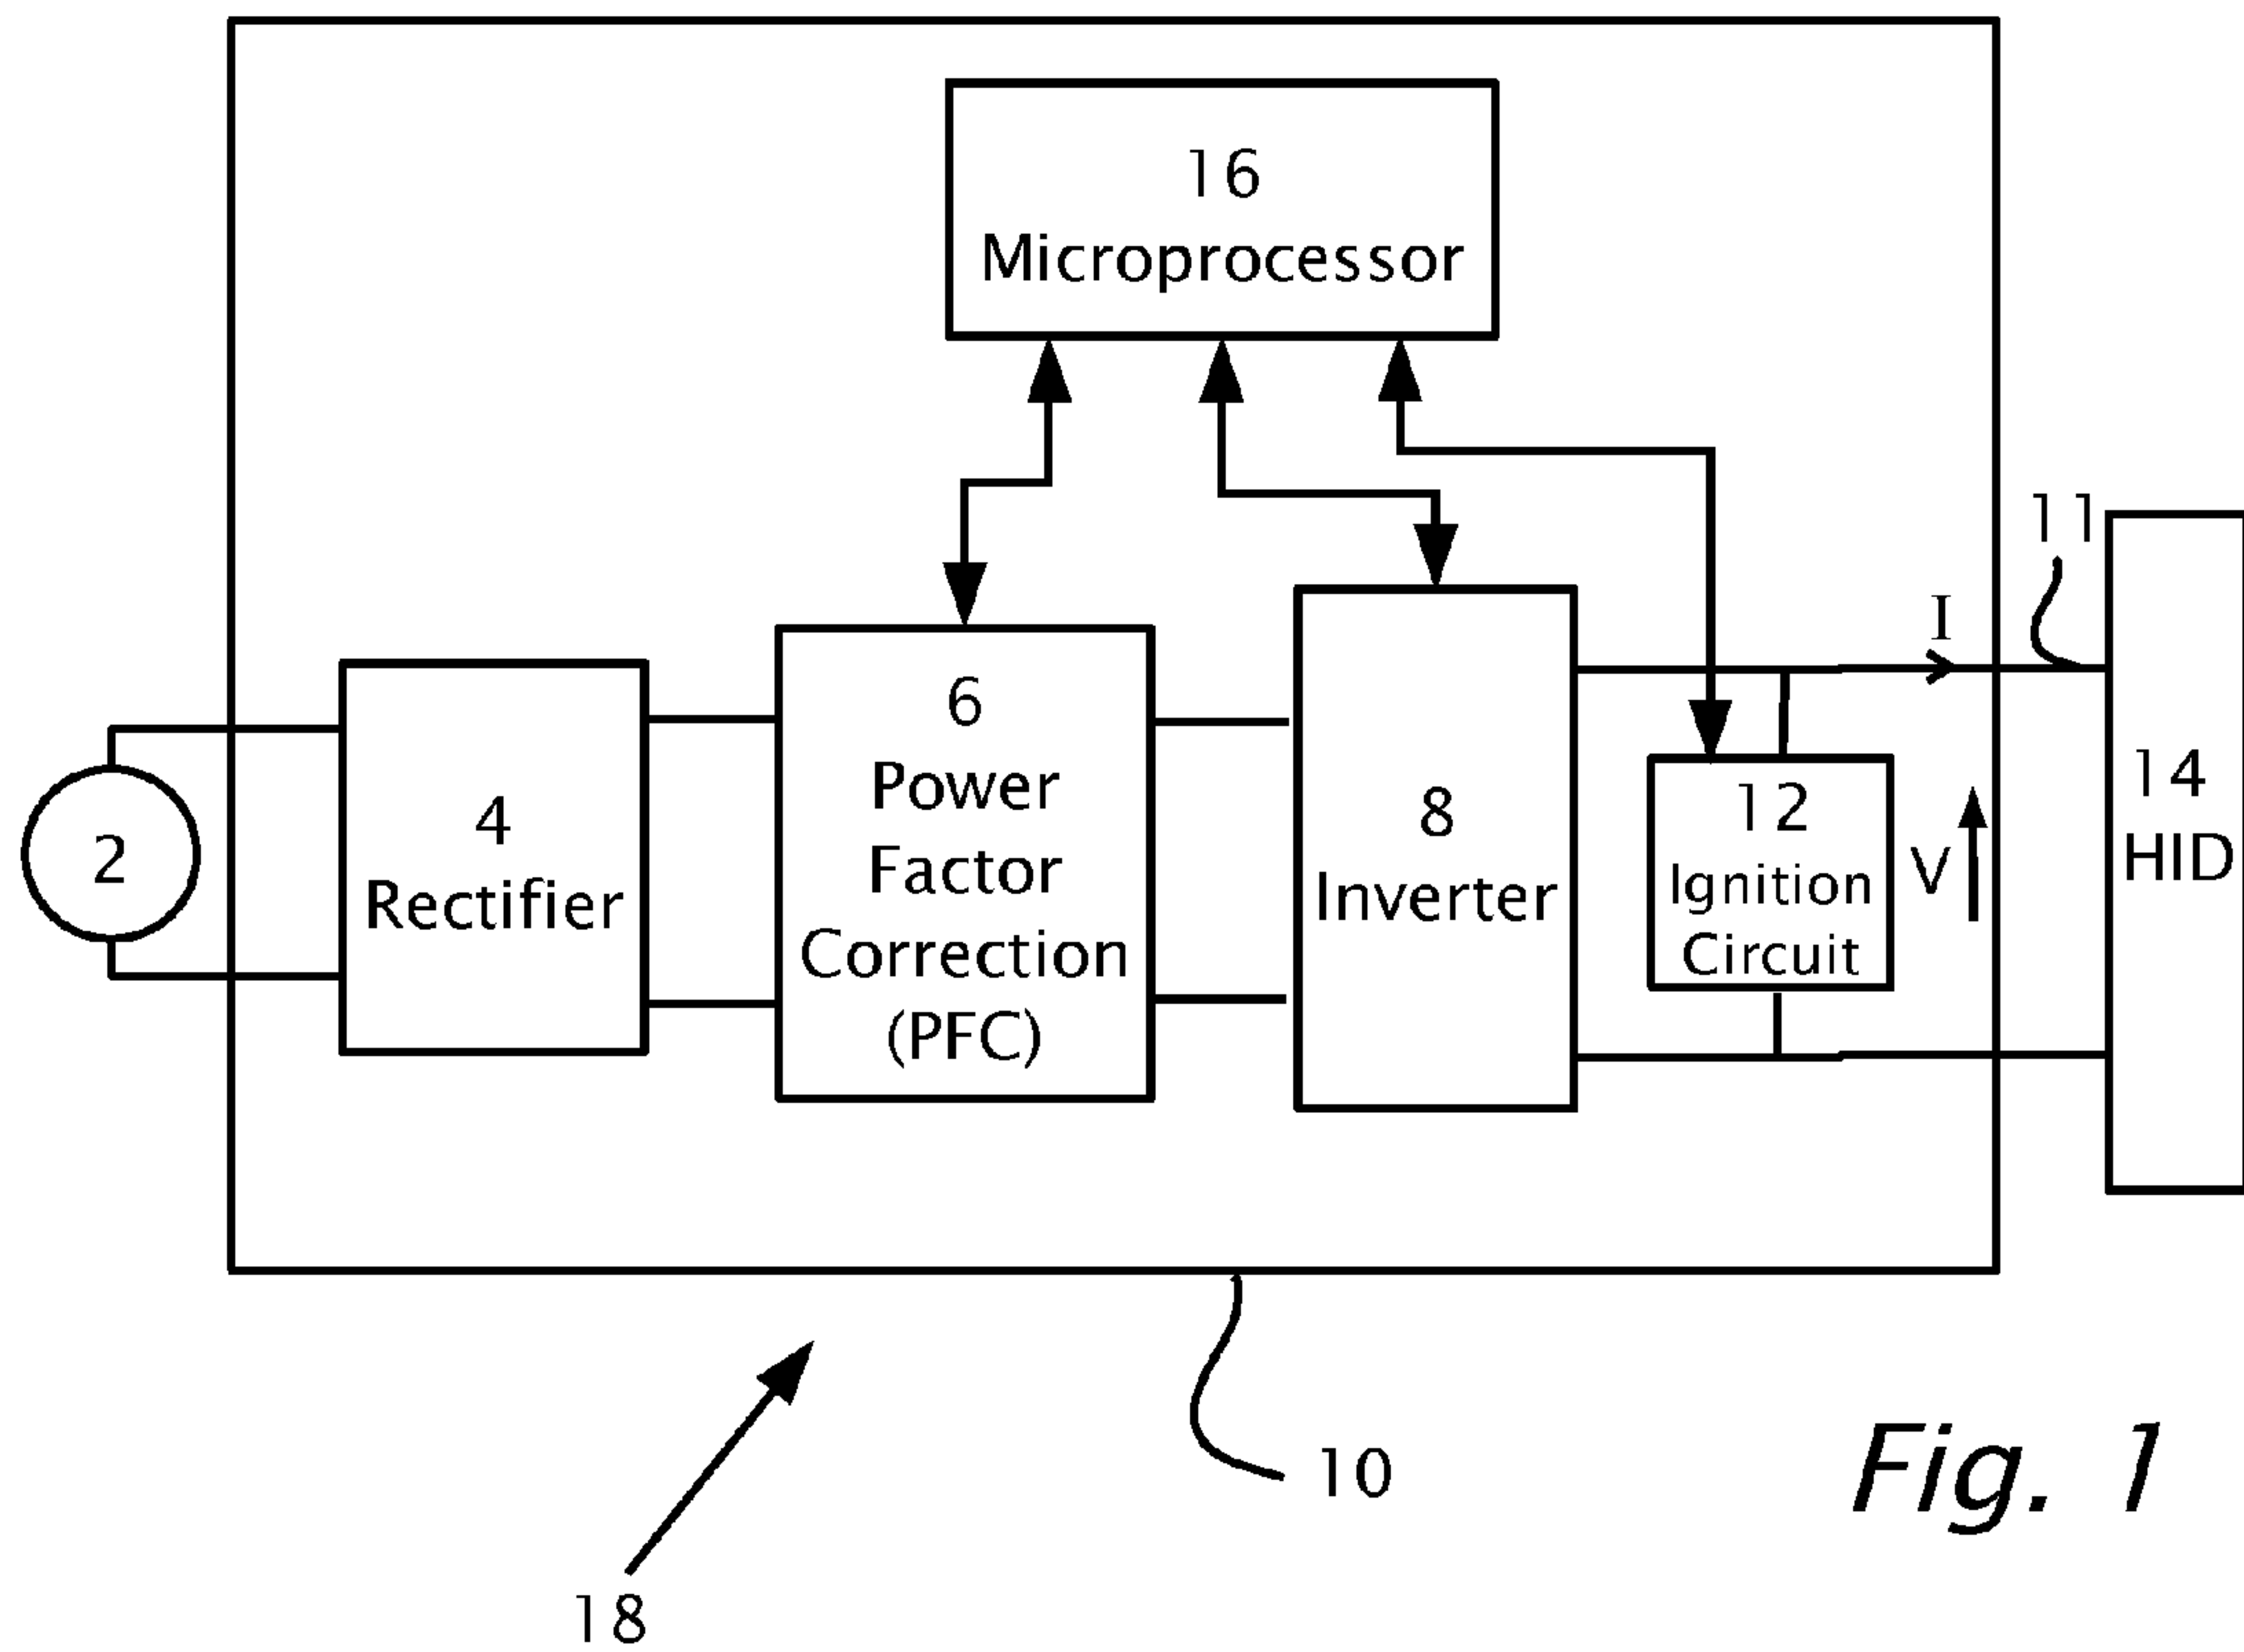 16
Microprocessor
11
I
2
4
Rectifier
6
Power
Factor
Correction
(PFC)
8
Inverter
12
Ignition
Circuit
V
14
HID
10
18
Fig. 1